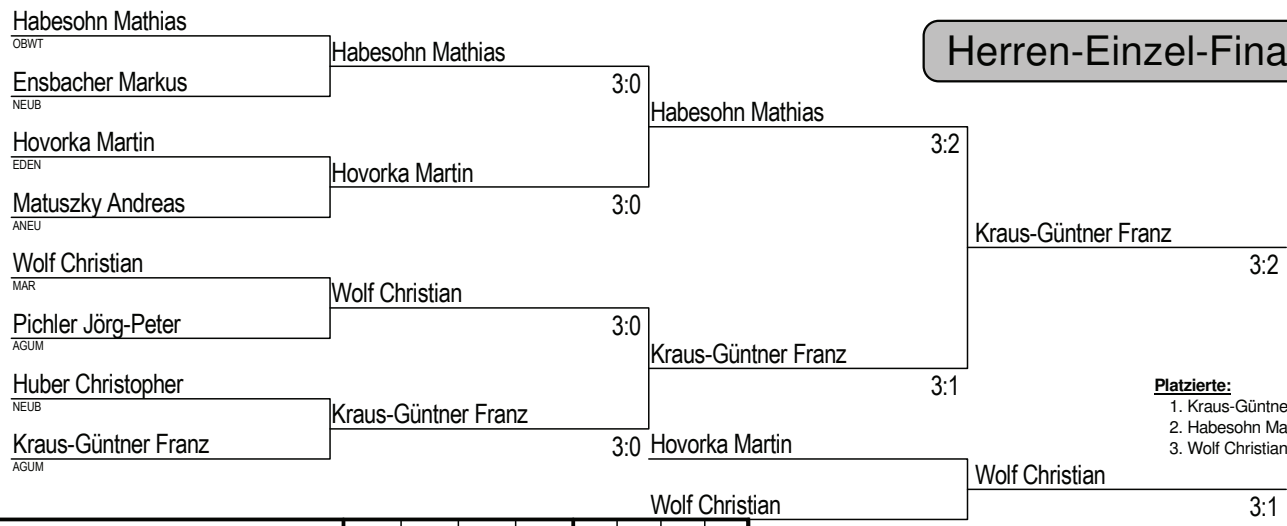 Herren-Einzel-Fina
Habesohn Mathias
OBWT
Ensbacher Markus
NEUB
Hovorka Martin
EDEN
Matuszky Andreas
ANEU
Wolf Christian
MAR
Pichler Jörg-Peter
AGUM
Huber Christopher
NEUB
Kraus-Güntner Franz
AGUM
Habesohn Mathias
3:0
Hovorka Martin
3:0
Wolf Christian
3:0
Kraus-Güntner Franz
3:0
Habesohn Mathias
3:2
Kraus-Güntner Franz
3:1
Hovorka Martin
Wolf Christian
Kraus-Güntner Franz
3:2
Wolf Christian
3:1
Platzierte:
1. Kraus-Güntne
2. Habesohn Ma
3. Wolf Christian